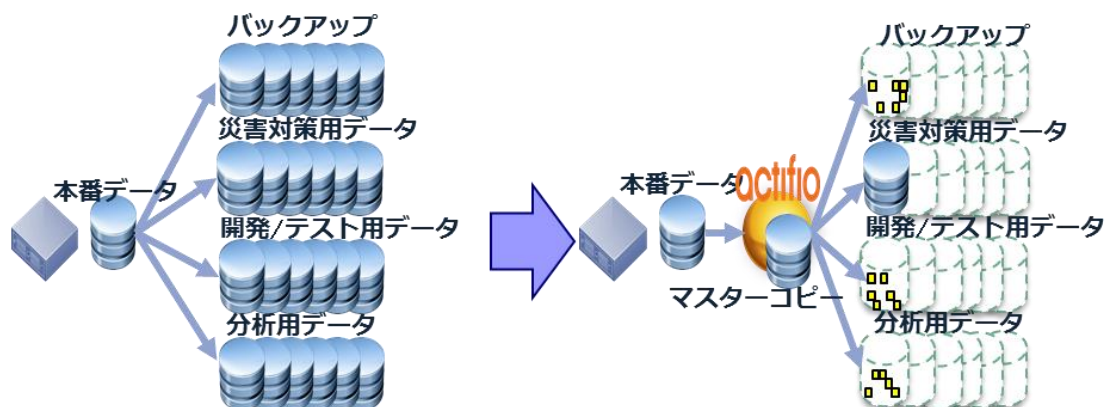 バックアップ
災害対策用データ
本番データ
開発/テスト用データ
分析用データ
バックアップ
災害対策用データ
本番データ
actifio
開発/テスト用データ
マスターコピー
分析用データ